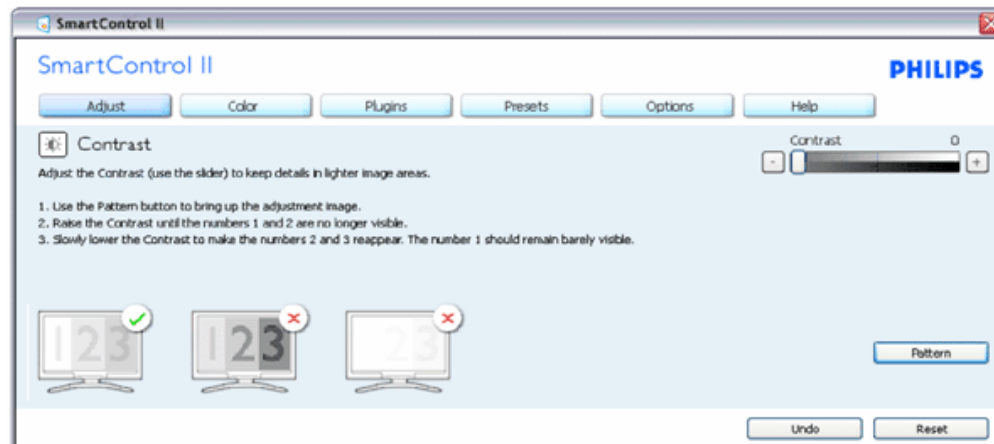 SmartControl II
SmartControl II
PHILIPS
Adjust Color Plugins Presets Options Help
Contrast
Contrast 0
- +
Adjust the Contrast (use the slider) to keep details in lighter image areas.
1. Use the Pattern button to bring up the adjustment image.
2. Raise the Contrast until the numbers 1 and 2 are no longer visible.
3. Slowly lower the Contrast to make the numbers 2 and 3 reappear. The number 1 should remain barely visible.
123 123 23
Pattern
Undo Reset